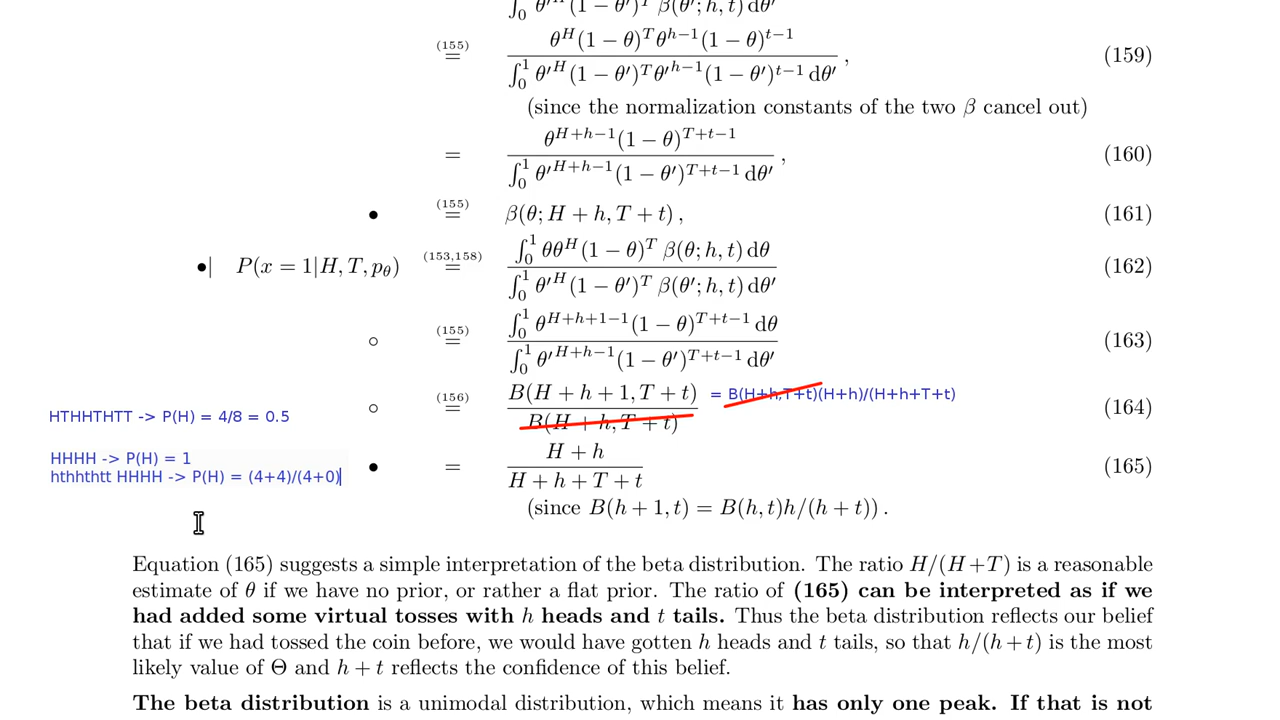 ∫₀¹ θ′ᴴ(1 − θ′)ᵀ β(θ′; h, t) dθ′
(155) = θᴴ(1 − θ)ᵀθʰ⁻¹(1 − θ)ᵗ⁻¹ / ∫₀¹ θ′ᴴ(1 − θ′)ᵀθ′ʰ⁻¹(1 − θ′)ᵗ⁻¹ dθ′ , (159)
(since the normalization constants of the two β cancel out)
= θᴴ⁺ʰ⁻¹(1 − θ)ᵀ⁺ᵗ⁻¹ / ∫₀¹ θ′ᴴ⁺ʰ⁻¹(1 − θ′)ᵀ⁺ᵗ⁻¹ dθ′ , (160)
• (155) = β(θ; H + h, T + t) , (161)
•| P(x = 1|H, T, p_θ) (153,158) = ∫₀¹ θθᴴ(1 − θ)ᵀ β(θ; h, t) dθ / ∫₀¹ θ′ᴴ(1 − θ′)ᵀ β(θ′; h, t) dθ′ (162)
◦ (155) = ∫₀¹ θᴴ⁺ʰ⁺¹⁻¹(1 − θ)ᵀ⁺ᵗ⁻¹ dθ / ∫₀¹ θ′ᴴ⁺ʰ⁻¹(1 − θ′)ᵀ⁺ᵗ⁻¹ dθ′ (163)
◦ (156) = B(H + h + 1, T + t) / B(H + h, T + t) = B(H+h,T+t)(H+h)/(H+h+T+t) (164)
HTHHTHTT -> P(H) = 4/8 = 0.5
HHHH -> P(H) = 1
hthhthtt HHHH -> P(H) = (4+4)/(4+0)
• = H + h / H + h + T + t (165)
(since B(h + 1, t) = B(h, t)h/(h + t)) .
Equation (165) suggests a simple interpretation of the beta distribution. The ratio H/(H+T) is a reasonable
estimate of θ if we have no prior, or rather a flat prior. The ratio of (165) can be interpreted as if we
had added some virtual tosses with h heads and t tails. Thus the beta distribution reflects our belief
that if we had tossed the coin before, we would have gotten h heads and t tails, so that h/(h + t) is the most
likely value of Θ and h + t reflects the confidence of this belief.
The beta distribution is a unimodal distribution, which means it has only one peak. If that is not